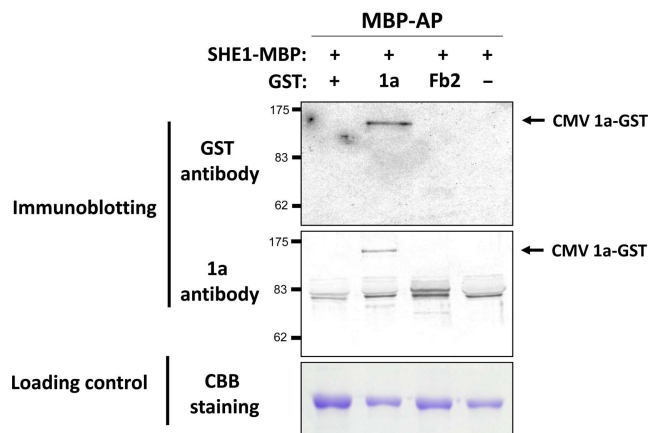 MBP-AP
SHE1-MBP: + + + +
GST: + 1a Fb2 –
175
83
62
CMV 1a-GST
GST
antibody
Immunoblotting
175
83
62
CMV 1a-GST
1a
antibody
Loading control
CBB
staining